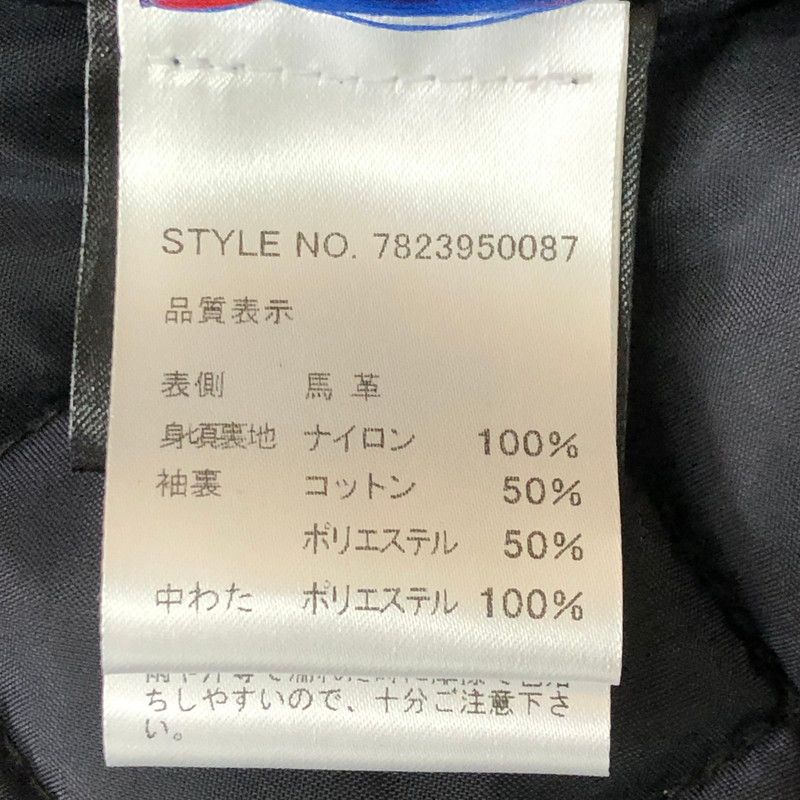 STYLE NO. 7823950087
品質表示
表側 馬革
身頃裏地 ナイロン 100%
袖裏 コットン 50%
ポリエステル 50%
中わた ポリエステル 100%
ちしやすいので、十分ご注意下さ
い。